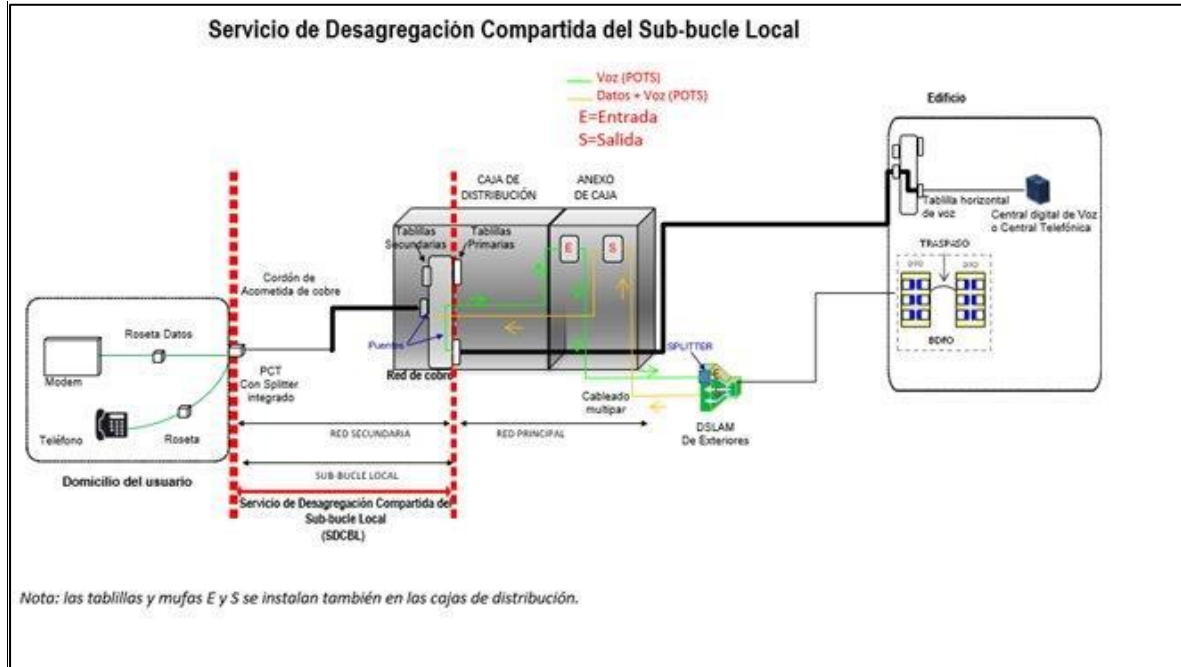 Servicio de Desagregación Compartida del Sub-bucle Local
Voz (POTS)
Datos + Voz (POTS)
E=Entrada
S=Salida
Edificio
CAJA DE
DISTRIBUCIÓN
ANEXO
DE CAJA
Tablilla horizontal
de voz
Central digital de Voz
o Central Telefónica
Tablillas
Secundarias
Tablillas
Primarias
E
S
TRASPASO
DFO
DFO
BDFO
Cordón de
Acometida de cobre
Roseta Datos
Puentes
SPLITTER
Modem
PCT
Con Splitter
integrado
Red de cobre
Cableado
multipar
DSLAM
De Exteriores
Teléfono
Roseta
RED SECUNDARIA
RED PRINCIPAL
Domicilio del usuario
SUB-BUCLE LOCAL
Servicio de Desagregación Compartida del
Sub-bucle Local
(SDCBL)
Nota: las tablillas y mufas E y S se instalan también en las cajas de distribución.